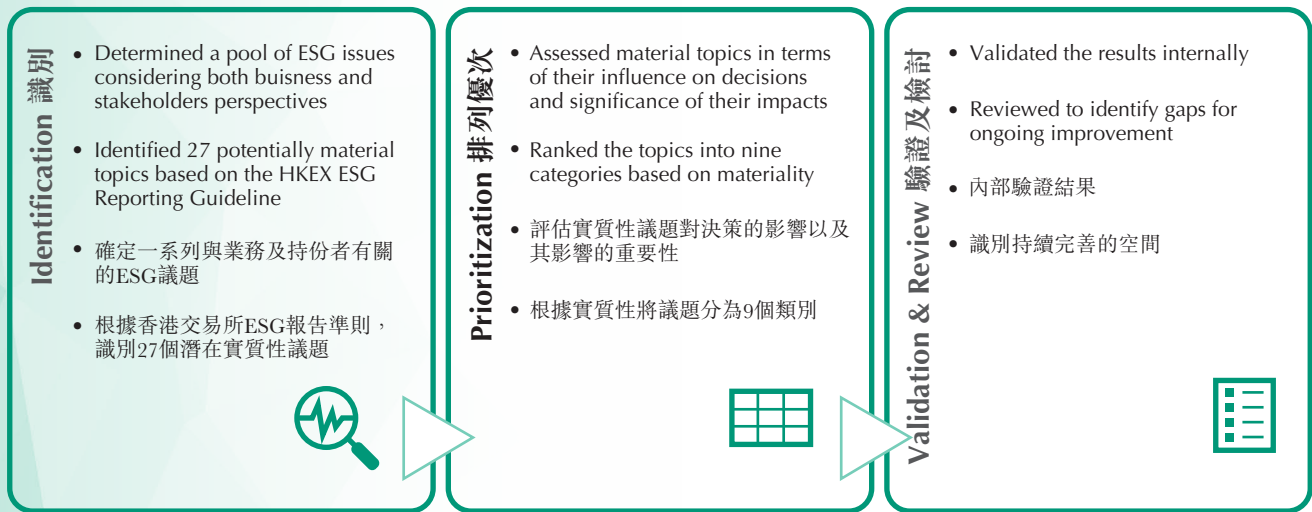 Identification 識別
• Determined a pool of ESG issues
considering both buisness and
stakeholders perspectives
• Identified 27 potentially material
topics based on the HKEX ESG
Reporting Guideline
• 確定一系列與業務及持份者有關
的ESG議題
• 根據香港交易所ESG報告準則，
識別27個潛在實質性議題
Prioritization 排列優次
• Assessed material topics in terms
of their influence on decisions
and significance of their impacts
• Ranked the topics into nine
categories based on materiality
• 評估實質性議題對決策的影響以及
其影響的重要性
• 根據實質性將議題分為9個類別
Validation & Review 驗證及檢討
• Validated the results internally
• Reviewed to identify gaps for
ongoing improvement
• 內部驗證結果
• 識別持續完善的空間